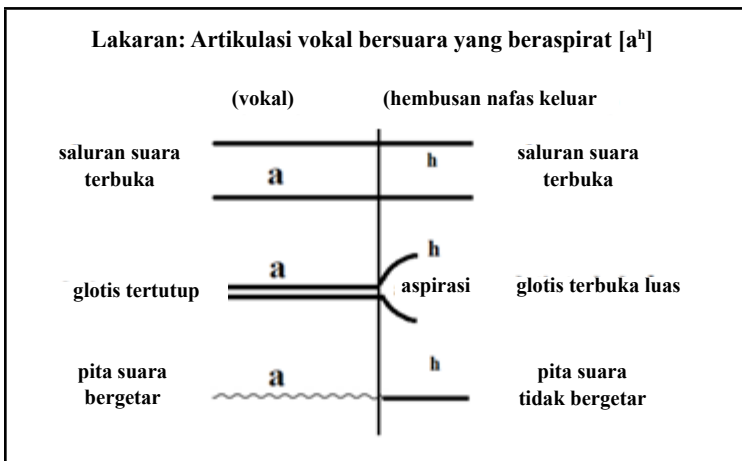 Lakaran: Artikulasi vokal bersuara yang beraspirat [aʰ]
(vokal) (hembusan nafas keluar
saluran suara
terbuka
a
h
saluran suara
terbuka
glotis tertutup
a
h
aspirasi
glotis terbuka luas
pita suara
bergetar
a
h
pita suara
tidak bergetar